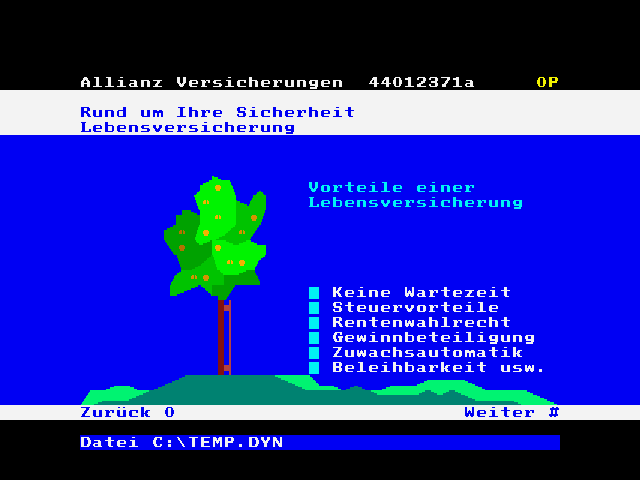 Allianz Versicherungen 44012371a 0P
Rund um Ihre Sicherheit
Lebensversicherung
Vorteile einer
Lebensversicherung
Keine Wartezeit
Steuervorteile
Rentenwahlrecht
Gewinnbeteiligung
Zuwachsautomatik
Beleihbarkeit usw.
Zurück 0 Weiter #
Datei C:\TEMP.DYN